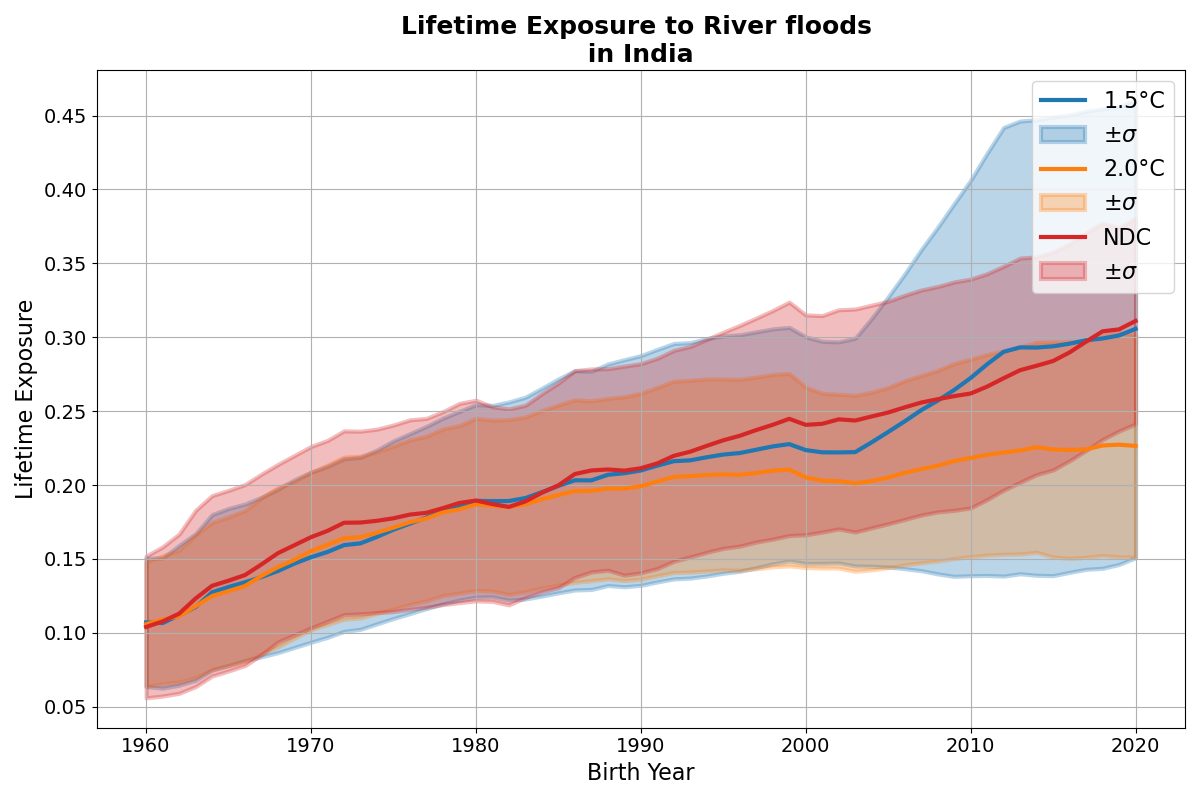 Lifetime Exposure to River floods
in India
Lifetime Exposure
0.45
0.40
0.35
0.30
0.25
0.20
0.15
0.10
0.05
1.5°C
±σ
2.0°C
±σ
NDC
±σ
1960 1970 1980 1990 2000 2010 2020
Birth Year